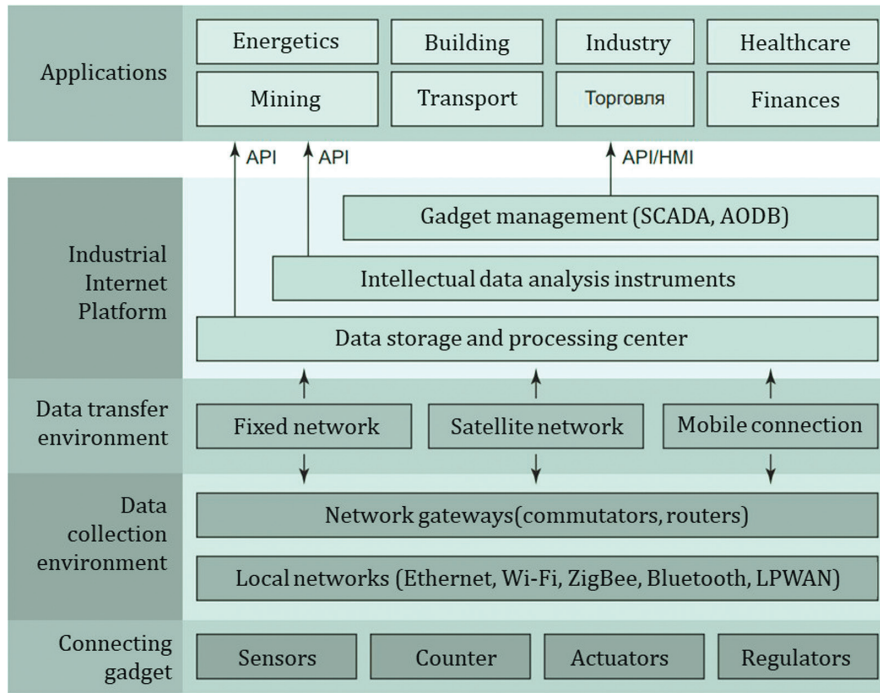 Applications
Energetics
Building
Industry
Healthcare
Mining
Transport
Торговля
Finances
API
API
API/HMI
Industrial
Internet
Platform
Gadget management (SCADA, AODB)
Intellectual data analysis instruments
Data storage and processing center
Data transfer
environment
Fixed network
Satellite network
Mobile connection
Data
collection
environment
Network gateways(commutators, routers)
Local networks (Ethernet, Wi-Fi, ZigBee, Bluetooth, LPWAN)
Connecting
gadget
Sensors
Counter
Actuators
Regulators